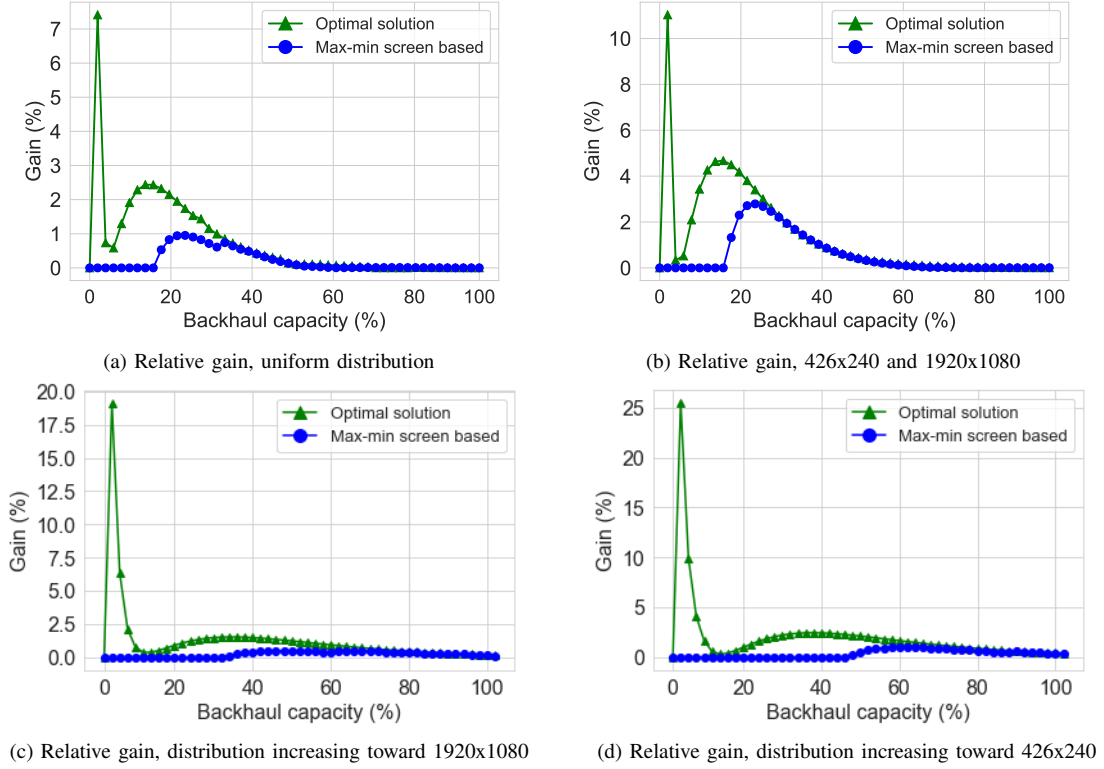 Optimal solution
Max-min screen based
7
6
5
4
3
2
1
0
Gain (%)
0 20 40 60 80 100
Backhaul capacity (%)
(a) Relative gain, uniform distribution
Optimal solution
Max-min screen based
10
8
6
4
2
0
Gain (%)
0 20 40 60 80 100
Backhaul capacity (%)
(b) Relative gain, 426x240 and 1920x1080
Optimal solution
Max-min screen based
20.0
17.5
15.0
12.5
10.0
7.5
5.0
2.5
0.0
Gain (%)
0 20 40 60 80 100
Backhaul capacity (%)
(c) Relative gain, distribution increasing toward 1920x1080
Optimal solution
Max-min screen based
25
20
15
10
5
0
Gain (%)
0 20 40 60 80 100
Backhaul capacity (%)
(d) Relative gain, distribution increasing toward 426x240